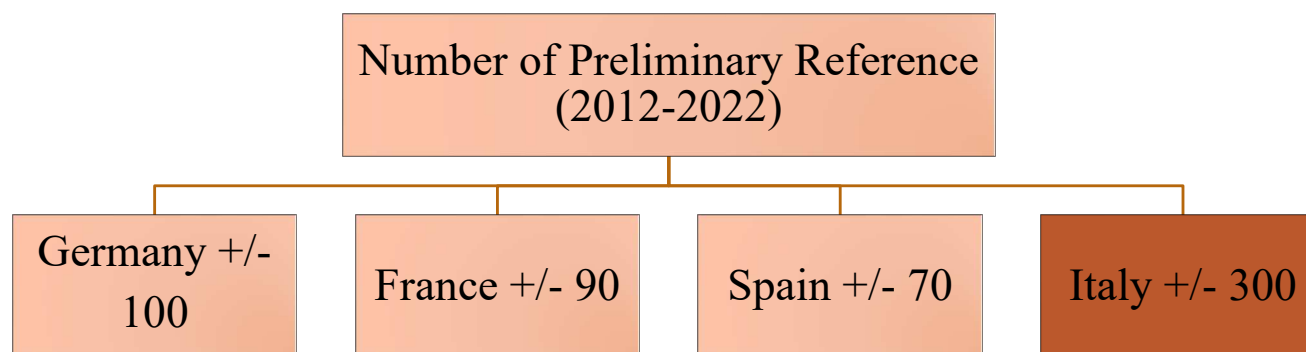 Number of Preliminary Reference
(2012-2022)
Germany +/-
100
France +/- 90
Spain +/- 70
Italy +/- 300